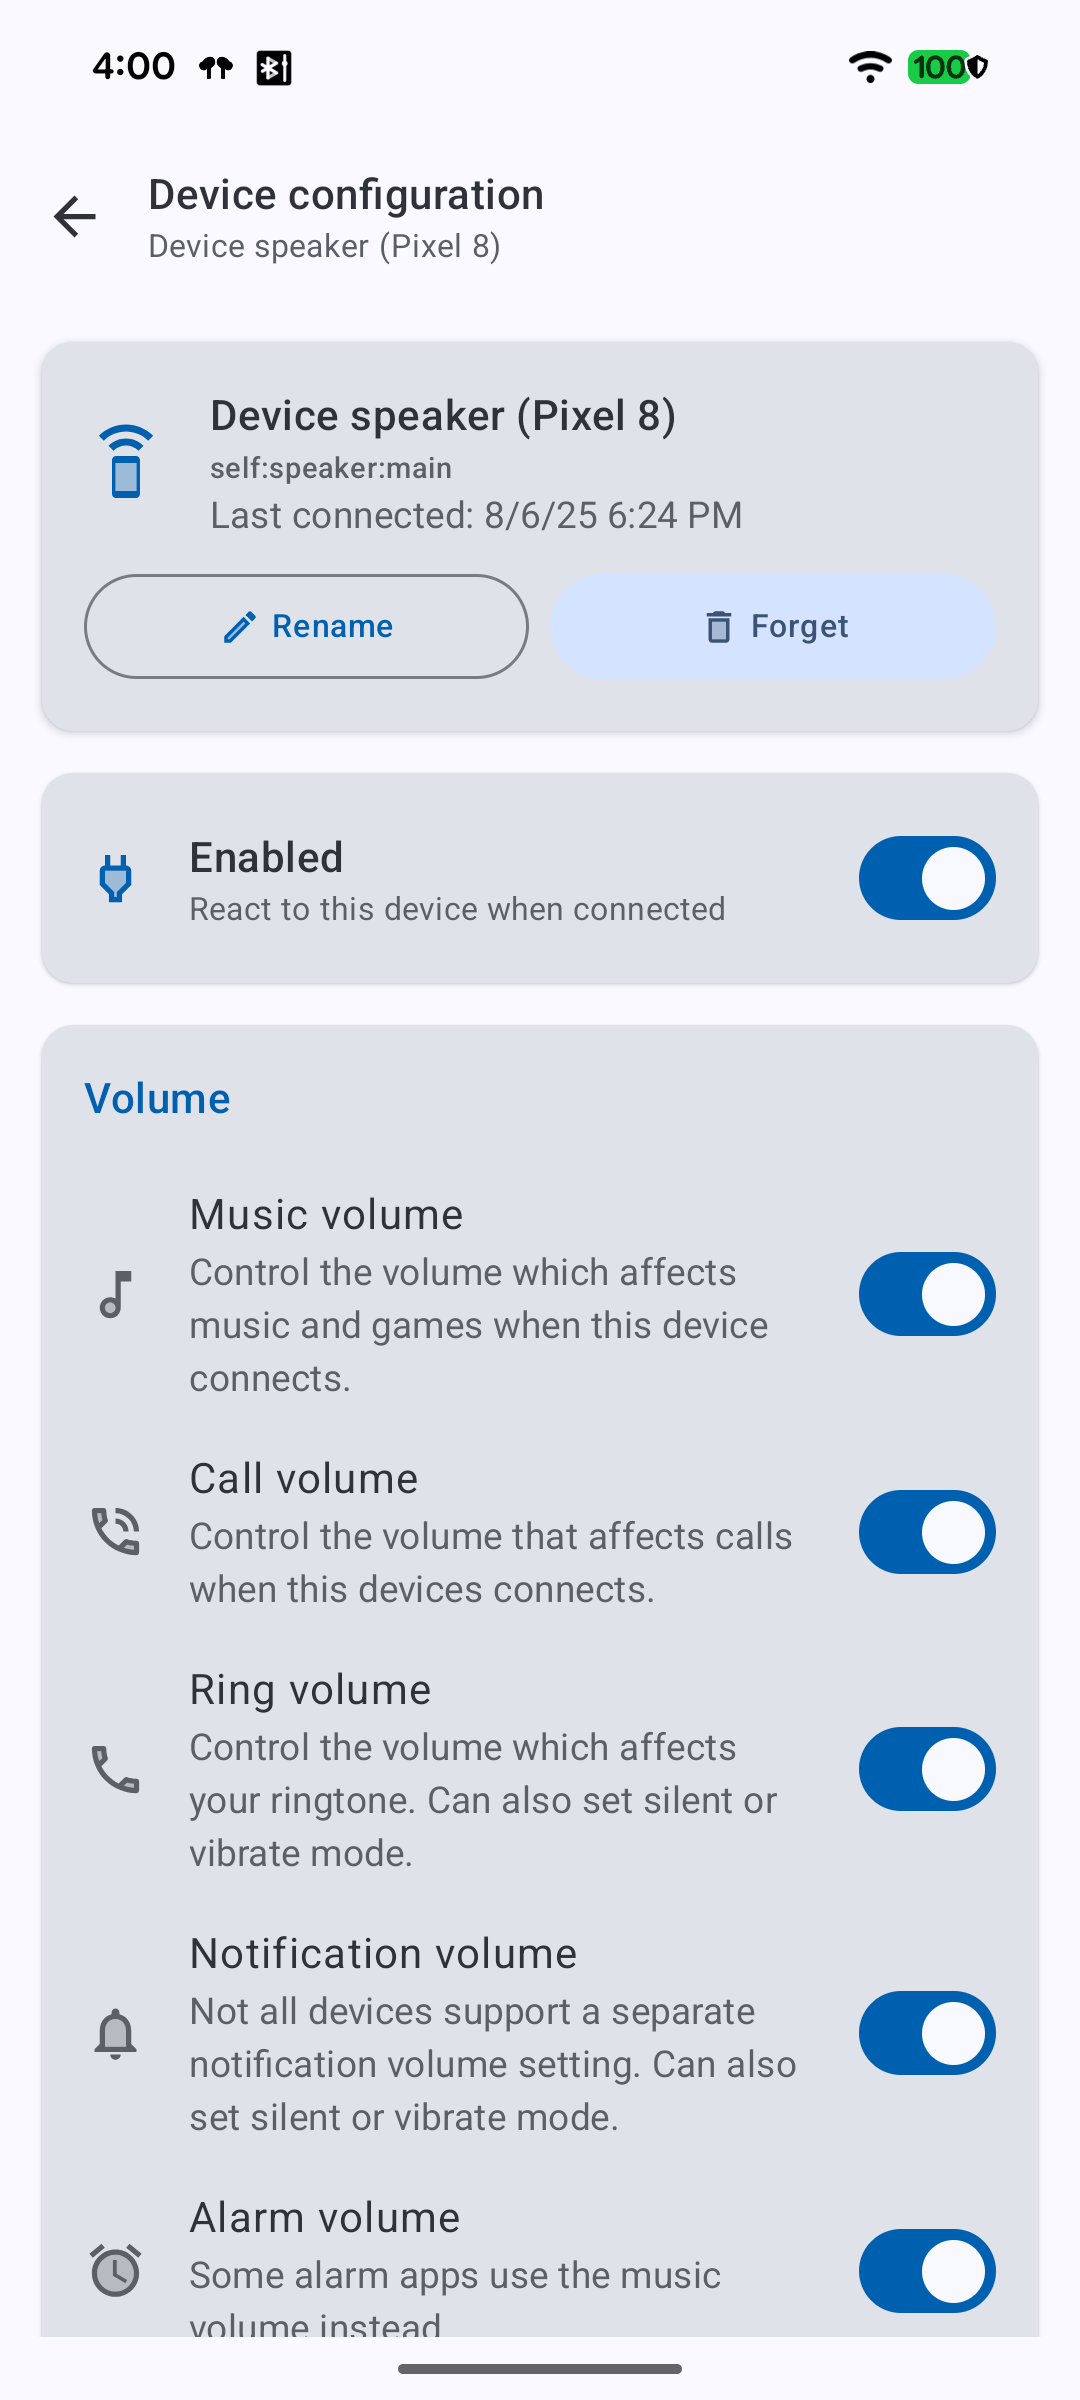 4:00
100
Device configuration
Device speaker (Pixel 8)
Device speaker (Pixel 8)
self:speaker:main
Last connected: 8/6/25 6:24 PM
Rename
Forget
Enabled
React to this device when connected
Volume
Music volume
Control the volume which affects
music and games when this device
connects.
Call volume
Control the volume that affects calls
when this devices connects.
Ring volume
Control the volume which affects
your ringtone. Can also set silent or
vibrate mode.
Notification volume
Not all devices support a separate
notification volume setting. Can also
set silent or vibrate mode.
Alarm volume
Some alarm apps use the music
volume instead